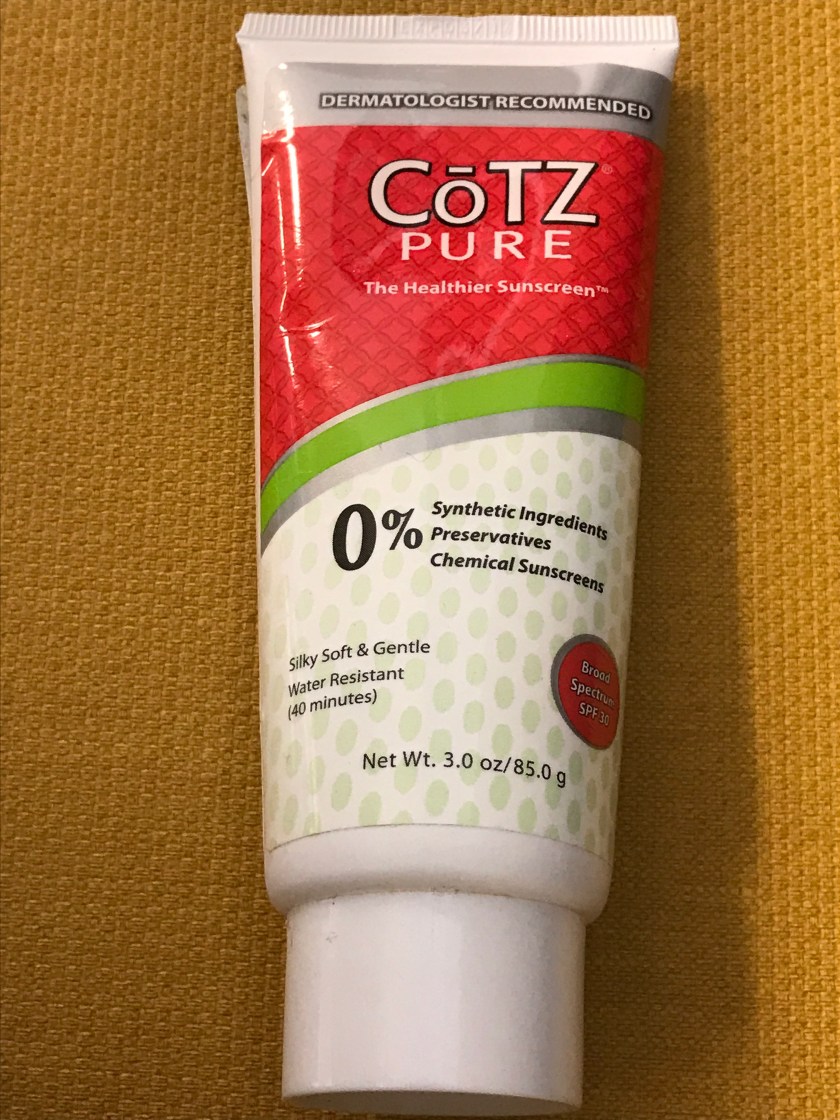 DERMATOLOGIST RECOMMENDED
CōTZ®
PURE
The Healthier Sunscreen™
0% Synthetic Ingredients
Preservatives
Chemical Sunscreens
Silky Soft & Gentle
Water Resistant
(40 minutes)
Broad
Spectrum
SPF 30
Net Wt. 3.0 oz/85.0 g